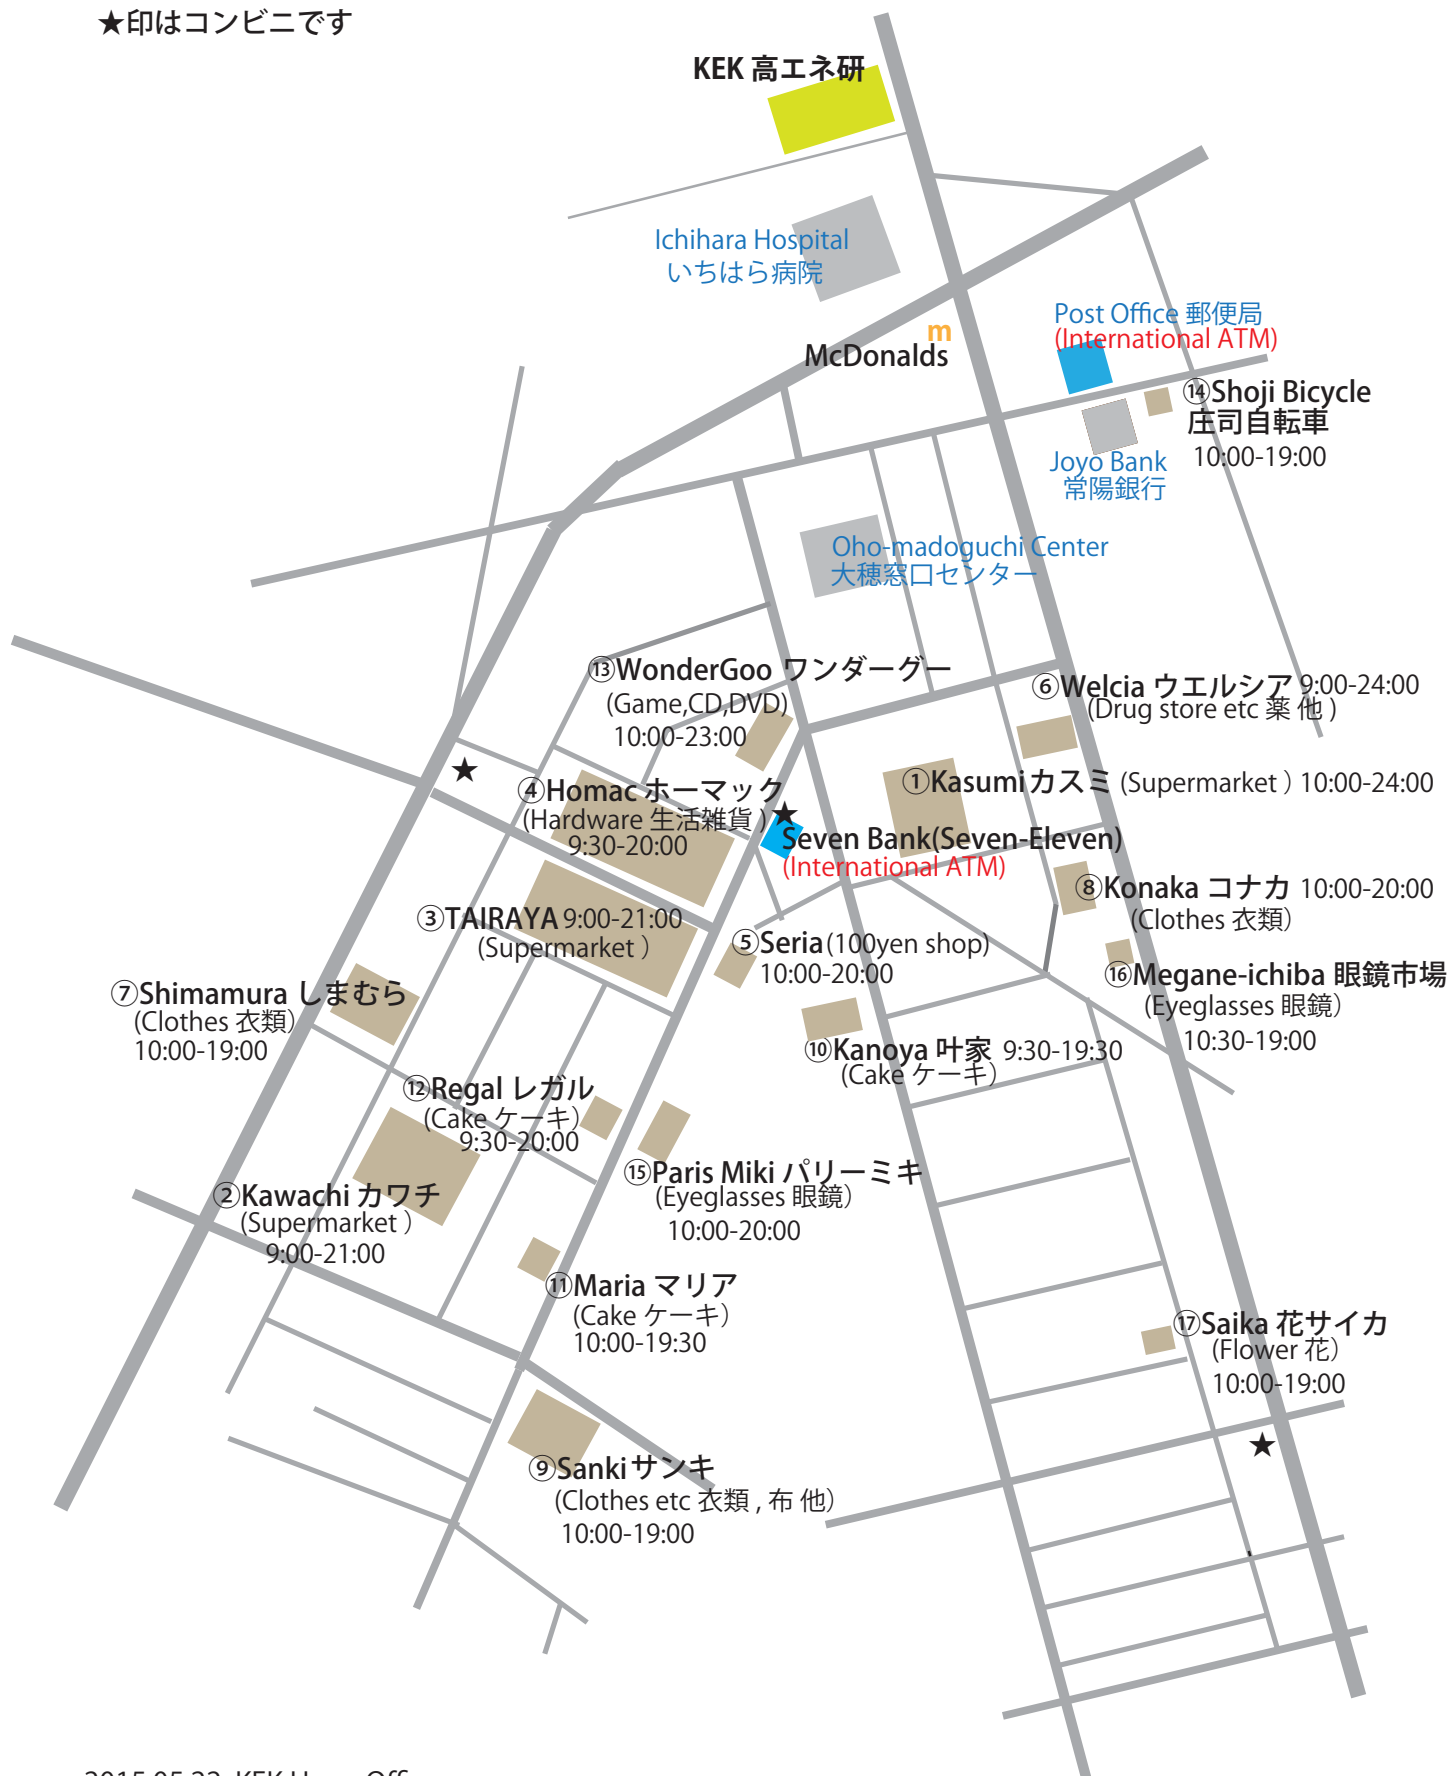 ★印はコンビニです
KEK 高エネ研
Ichihara Hospital
いちはら病院
Post Office 郵便局
(International ATM)
m
McDonalds
⑭Shoji Bicycle
庄司自転車
10:00-19:00
Joyo Bank
常陽銀行
Oho-madoguchi Center
大穂窓口センター
⑬WonderGoo ワンダーグー
(Game,CD,DVD)
10:00-23:00
⑥Welcia ウエルシア 9:00-24:00
(Drug store etc 薬 他 )
★
④Homac ホーマック
(Hardware 生活雑貨 )
9:30-20:00
①Kasumi カスミ (Supermarket ) 10:00-24:00
★
Seven Bank(Seven-Eleven)
(International ATM)
⑧Konaka コナカ 10:00-20:00
(Clothes 衣類）
③TAIRAYA 9:00-21:00
(Supermarket ）
⑤Seria(100yen shop)
10:00-20:00
⑯Megane-ichiba 眼鏡市場
(Eyeglasses 眼鏡）
10:30-19:00
⑦Shimamura しまむら
(Clothes 衣類）
10:00-19:00
⑩Kanoya 叶家 9:30-19:30
(Cake ケーキ）
⑫Regal レガル
(Cake ケーキ）
9:30-20:00
⑮Paris Miki パリーミキ
(Eyeglasses 眼鏡）
10:00-20:00
②Kawachi カワチ
(Supermarket ）
9:00-21:00
⑪Maria マリア
(Cake ケーキ）
10:00-19:30
⑰Saika 花サイカ
(Flower 花）
10:00-19:00
★
⑨Sanki サンキ
(Clothes etc 衣類 , 布 他）
10:00-19:00